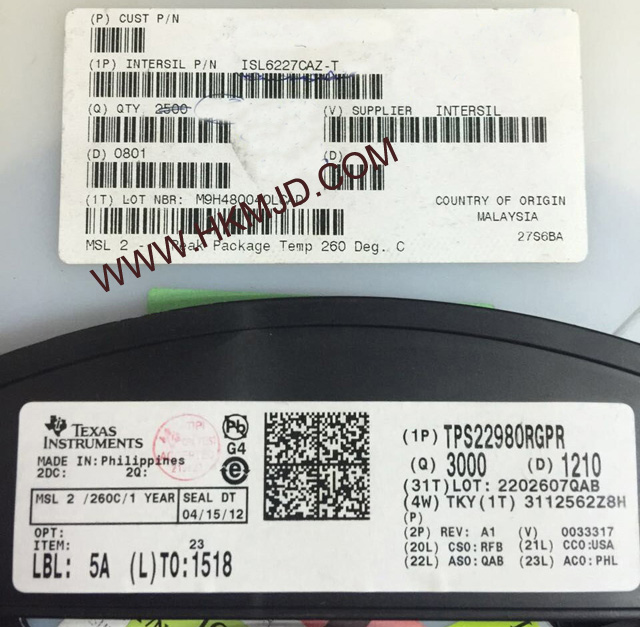 (P) CUST P/N
(1P) INTERSIL P/N ISL6227CAZ-T
(Q) QTY 2500
(V) SUPPLIER INTERSIL
(D) 0801
(D)
(1T) LOT NBR:
COUNTRY OF ORIGIN
MALAYSIA
27S6BA
MSL 2 Peak Package Temp 260 Deg. C
WWW.HKMJD.COM
TEXAS
INSTRUMENTS
MADE IN: Philippines
2DC: 2Q:
MSL 2 /260C/1 YEAR SEAL DT
04/15/12
OPT:
ITEM: 23
LBL: 5A (L)TO:1518
Pb
G4
e
(1P) TPS22980RGPR
(Q) 3000 (D) 1210
(31T)LOT: 2202607QAB
(4W) TKY(1T) 3112562Z8H
(P)
(2P) REV: A1 (V) 0033317
(20L) CSO:RFB (21L) CCO:USA
(22L) ASO:QAB (23L) ACO:PHL